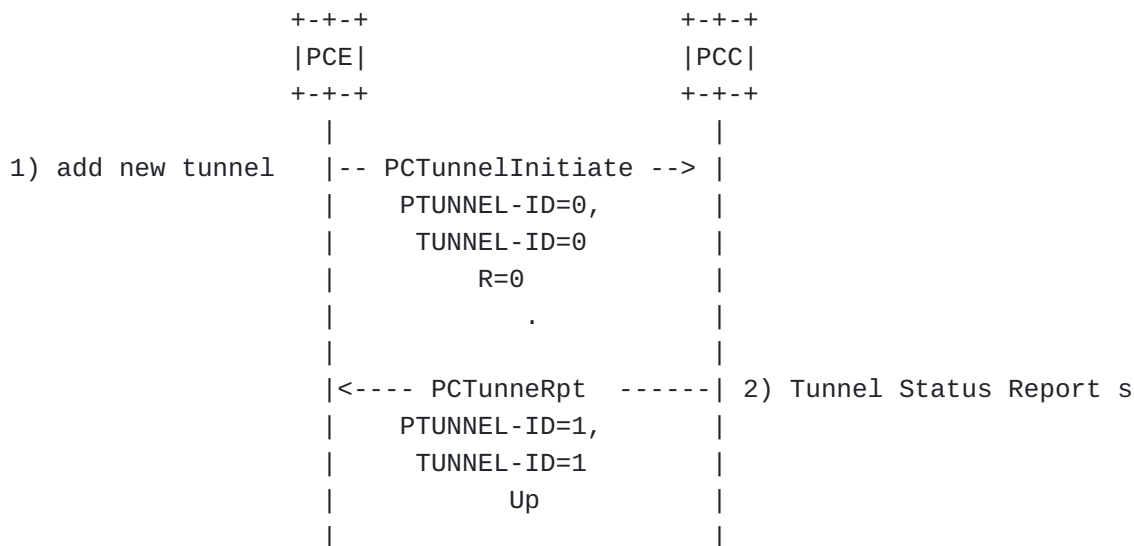 +-+-+                    +-+-+
                  |PCE|                    |PCC|
                  +-+-+                    +-+-+
                    |                        |
1) add new tunnel   |-- PCTunnelInitiate --> |
                    |    PTUNNEL-ID=0,       |
                    |     TUNNEL-ID=0        |
                    |         R=0            |
                    |            .           |
                    |                        |
                    |<---- PCTunneRpt  ------| 2) Tunnel Status Report s
                    |    PTUNNEL-ID=1,       |
                    |     TUNNEL-ID=1        |
                    |           Up           |
                    |                        |